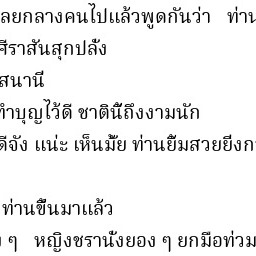 ลยกลางคนไปแล้วพูดกันว่า ท่าน
ศีราสันสุกปลั่ง
สนานี
ทำบุญไว้ดี ชาตินี้ถึงงามนัก
ดีจัง แน่ะ เห็นมั้ย ท่านยิ้มสวยยิ่งก
ท่านขึ้นมาแล้ว
ๆ หญิงชรานั่งยอง ๆ ยกมือท่วม